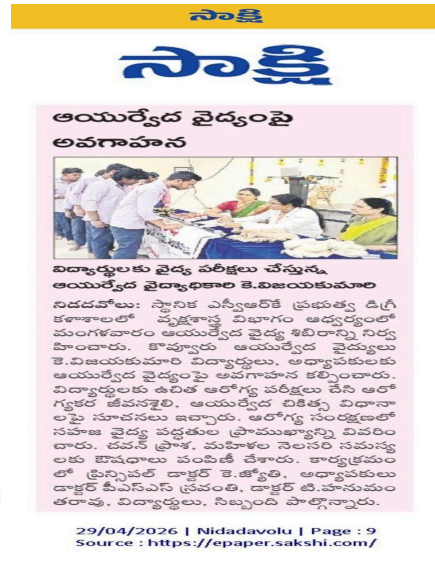 సాక్షి
సాక్షి
ఆయుర్వేద వైద్యంపై
అవగాహన
విద్యార్థులకు వైద్య పరీక్షలు చేస్తున్న
ఆయుర్వేద వైద్యాధికారి కె.విజయకుమారి
నిడదవోలు: స్థానిక ఎస్వీఆర్‌కే ప్రభుత్వ డిగ్రీ
కళాశాలలో వృక్షశాస్త్ర విభాగం ఆధ్వర్యంలో
మంగళవారం ఆయుర్వేద వైద్య శిబిరాన్ని నిర్వ
హించారు. కొవ్వూరు ఆయుర్వేద వైద్యులు
కె.విజయకుమారి విద్యార్థులు, అధ్యాపకులకు
ఆయుర్వేద వైద్యంపై అవగాహన కల్పించారు.
విద్యార్థులకు ఉచిత ఆరోగ్య పరీక్షలు చేసి ఆరో
గ్యకర జీవనశైలి, ఆయుర్వేద చికిత్స విధానా
లపై సూచనలు ఇచ్చారు. ఆరోగ్య సంరక్షణలో
సహజ వైద్య పద్ధతుల ప్రాముఖ్యాన్ని వివరిం
చారు. చవన్ ప్రాశ, మహిళల నెలసరి సమస్య
లకు ఔషధాలు పంపిణీ చేశారు. కార్యక్రమం
లో ప్రిన్సిపల్ డాక్టర్ కె.జ్యోతి, అధ్యాపకులు
డాక్టర్ పీఎస్ఎస్ స్రవంతి, డాక్టర్ టి.హనుమం
తరావు, విద్యార్థులు, సిబ్బంది పాల్గొన్నారు.
29/04/2026 | Nidadavolu | Page : 9
Source : https://epaper.sakshi.com/